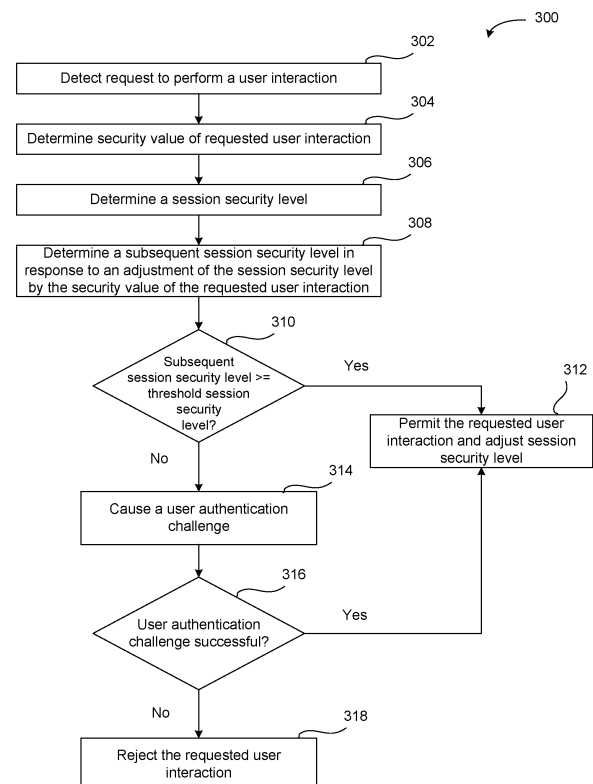 300
302
Detect request to perform a user interaction
304
Determine security value of requested user interaction
306
Determine a session security level
308
Determine a subsequent session security level in
response to an adjustment of the session security level
by the security value of the requested user interaction
310
Subsequent
session security level >=
threshold session
security
level?
Yes
312
Permit the requested user
interaction and adjust session
security level
No
314
Cause a user authentication
challenge
316
User authentication
challenge successful?
Yes
No
318
Reject the requested user
interaction